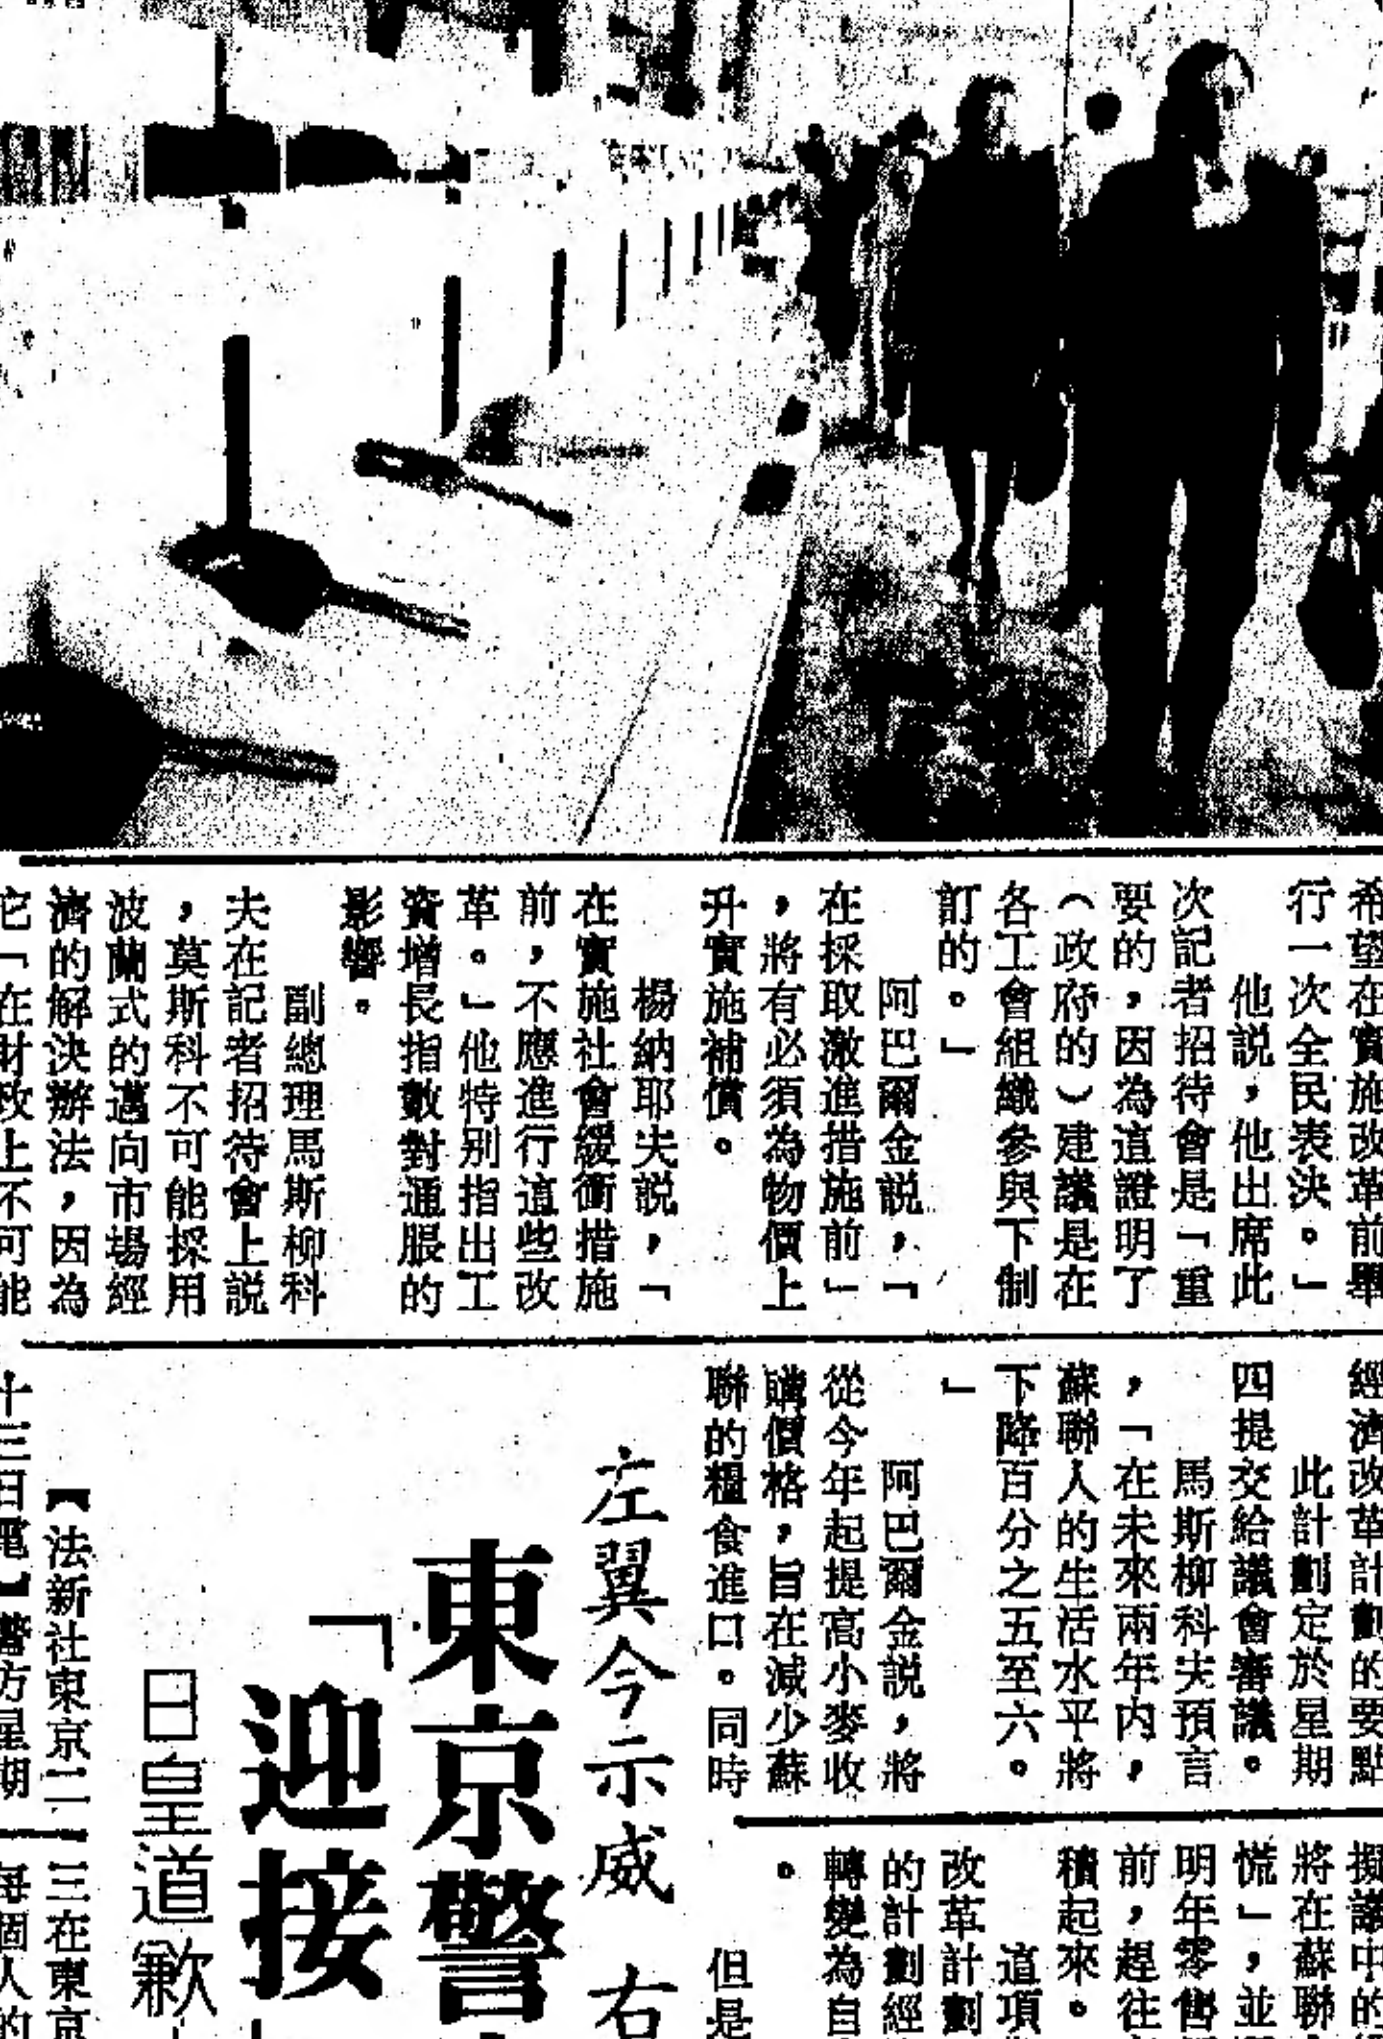 希望在實施改革前舉
行一次全民表決。」
他説，他出席此
次記者招待會是「重
要的，因為這證明了
（政府的）建議是在
各工會組織參與下制
訂的。」
阿巴爾金説，「
在採取激進措施前」
，將有必須為物價上
升實施補償。
楊納耶夫説，「
在實施社會緩衝措施
前，不應進行這些改
革。」他特别指出工
資增長指數對通脹的
影響。
副總理馬斯柳科
夫在記者招待會上説
，莫斯科不可能採用
波蘭式的邁向市場經
濟的解決辦法，因為
它「在財政上不可能
經濟改革計劃的要點
此計劃定於星期
四提交給議會審議。
馬斯柳科夫預言
，「在未來兩年内，
蘇聯人的生活水平將
下降百分之五至六。
」
阿巴爾金説，將
從今年起提高小麥收
購價格，旨在減少蘇
聯的糧食進口。同時
擬議中的
將在蘇聯
慌」，並
明年零售
前，趕往
積起來。
這項
改革計劃
的計劃經
轉變為自
。
但是
左翼今示威 右
東京警
「迎接
日皇道歉
【法新社東京二
十三日電】警方星期
三在東京
每個人的